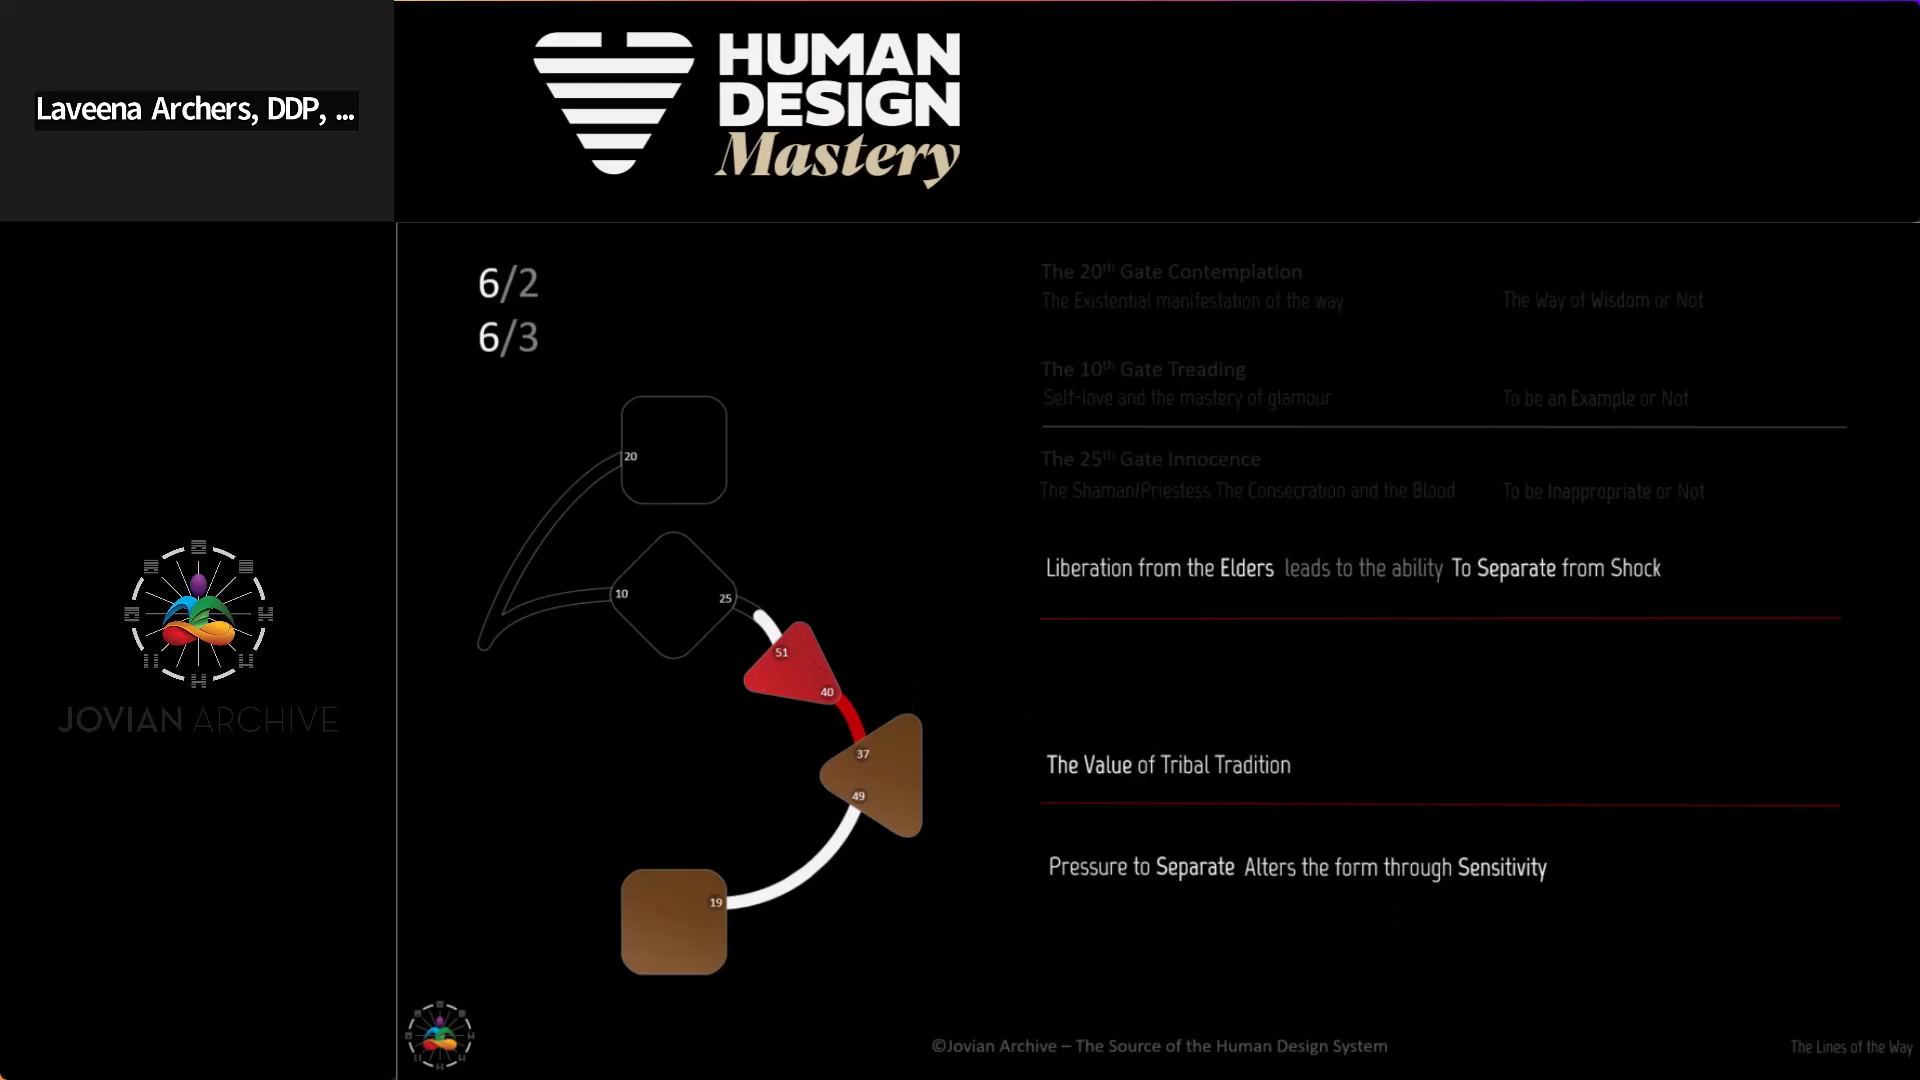 Laveena Archers, DDP, ...
HUMAN
DESIGN
Mastery
6/2
6/3
The 20th Gate Contemplation
The Existential manifestation of the way
The Way of Wisdom or Not
The 10th Gate Treading
Self-love and the mastery of glamour
To be an Example or Not
The 25th Gate Innocence
The Shaman/Priestess The Consecration and the Blood
To be Inappropriate or Not
Liberation from the Elders leads to the ability To Separate from Shock
The Value of Tribal Tradition
Pressure to Separate Alters the form through Sensitivity
20
10
25
51
40
37
49
19
JOVIAN ARCHIVE
©Jovian Archive – The Source of the Human Design System
The Lines of the Way